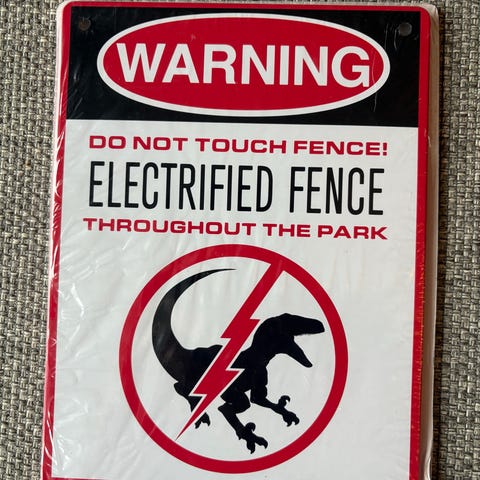 WARNING
DO NOT TOUCH FENCE!
ELECTRIFIED FENCE
THROUGHOUT THE PARK